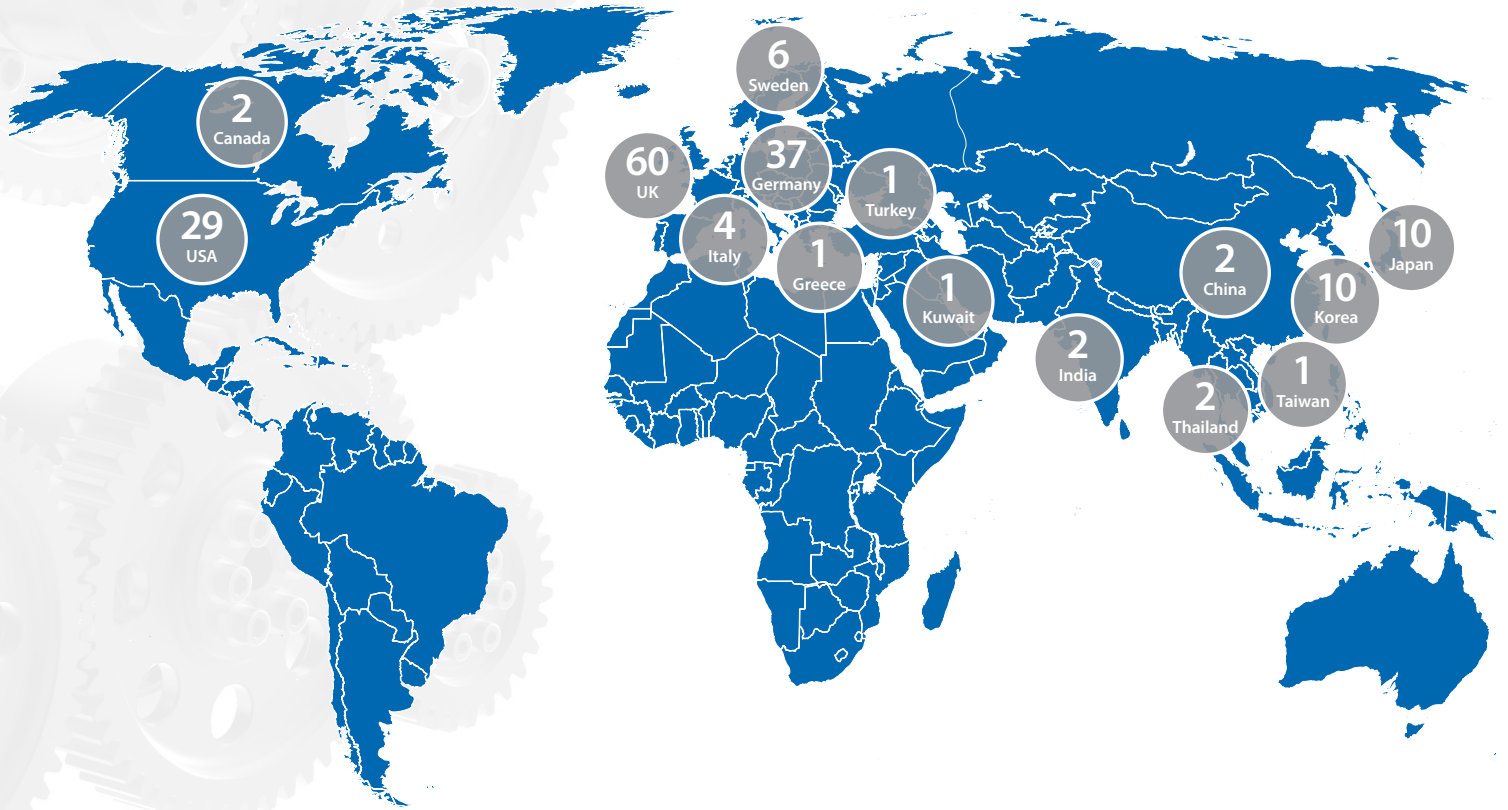 6
Sweden
2
Canada
60
UK
37
Germany
1
Turkey
29
USA
4
Italy
1
Greece
10
Japan
2
China
1
Kuwait
10
Korea
2
India
1
Taiwan
2
Thailand